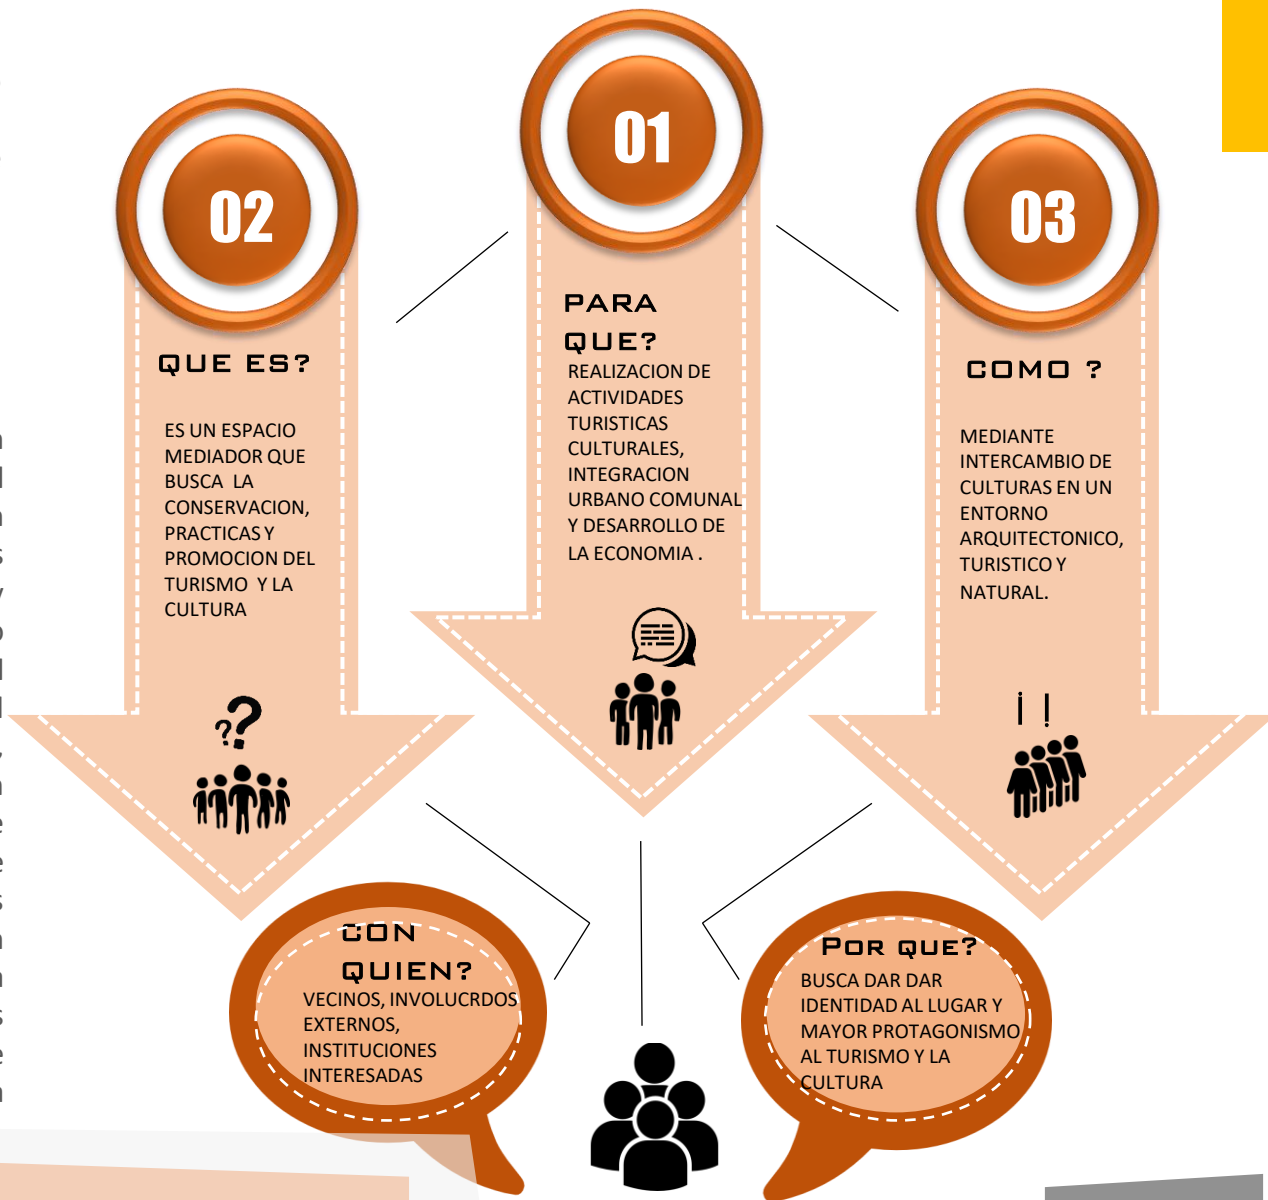 01
PARA
QUE?
REALIZACION DE
ACTIVIDADES
TURISTICAS
CULTURALES,
INTEGRACION
URBANO COMUNAL
Y DESARROLLO DE
LA ECONOMIA .
02
QUE ES?
ES UN ESPACIO
MEDIADOR QUE
BUSCA  LA
CONSERVACION,
PRACTICAS Y
PROMOCION DEL
TURISMO  Y LA
CULTURA
??
03
COMO ?
MEDIANTE
INTERCAMBIO DE
CULTURAS EN UN
ENTORNO
ARQUITECTONICO,
TURISTICO Y
NATURAL.
¡ !
CON
QUIEN?
VECINOS, INVOLUCRDOS
EXTERNOS,
INSTITUCIONES
INTERESADAS
POR QUE?
BUSCA DAR DAR
IDENTIDAD AL LUGAR Y
MAYOR PROTAGONISMO
AL TURISMO Y LA
CULTURA